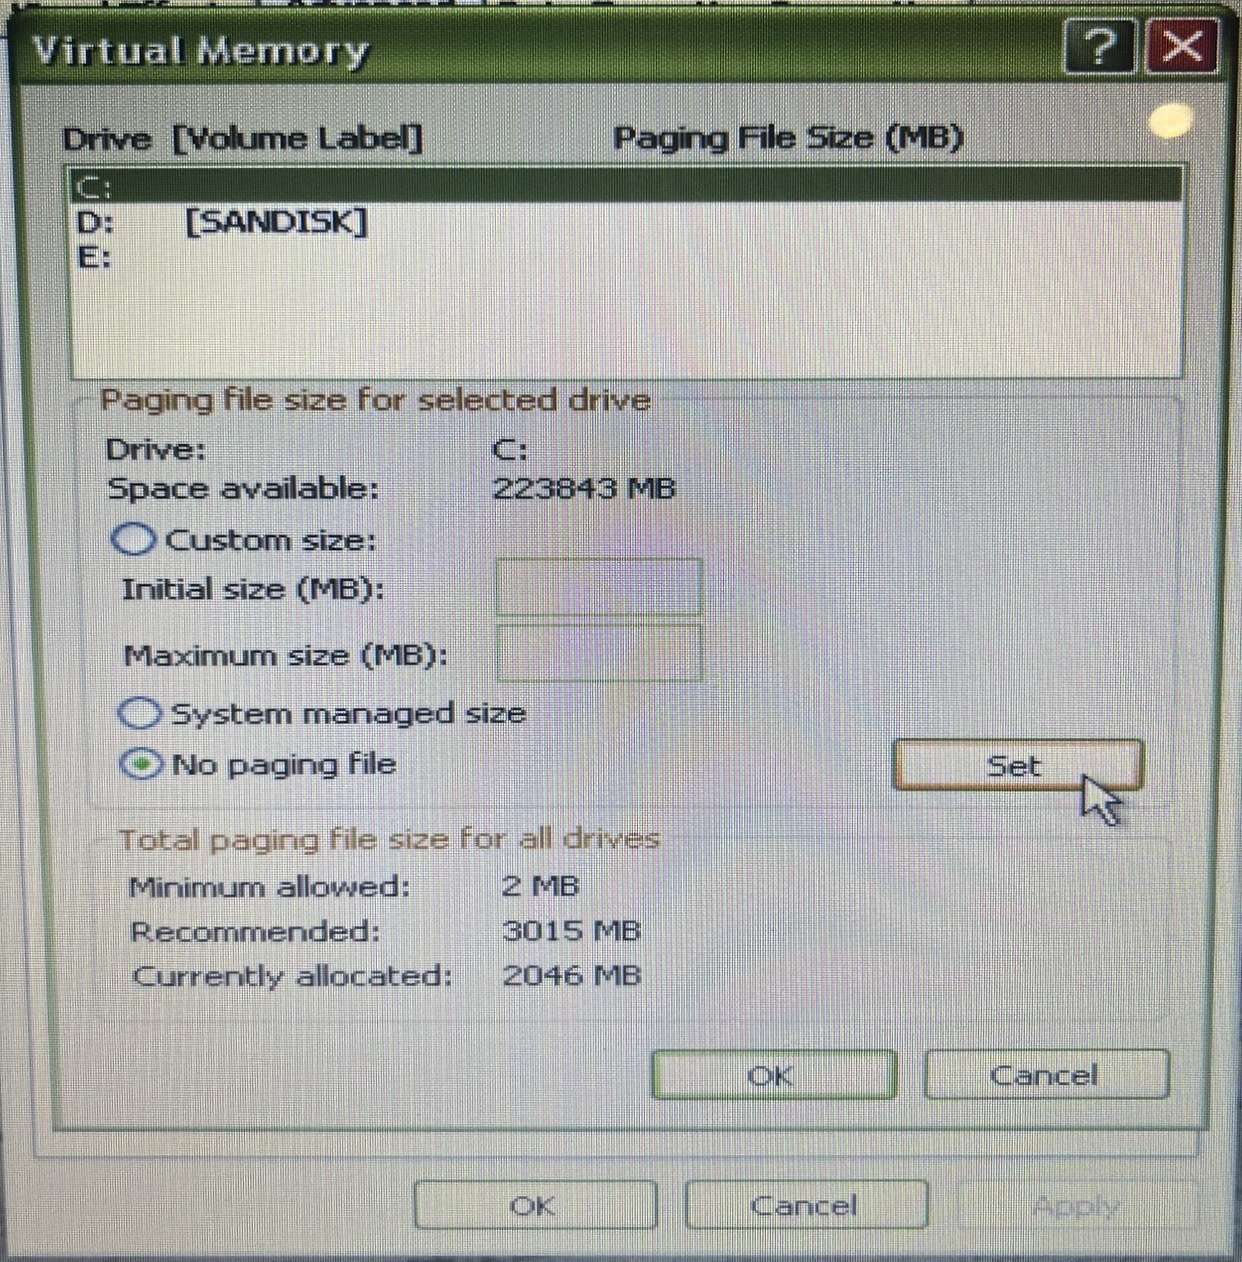 Virtual Memory
Drive [Volume Label] Paging File Size (MB)
C:
D: [SANDISK]
E:
Paging file size for selected drive
Drive: C:
Space available: 223843 MB
Custom size:
Initial size (MB):
Maximum size (MB):
System managed size
No paging file
Set
Total paging file size for all drives
Minimum allowed: 2 MB
Recommended: 3015 MB
Currently allocated: 2046 MB
OK Cancel
OK Cancel Apply